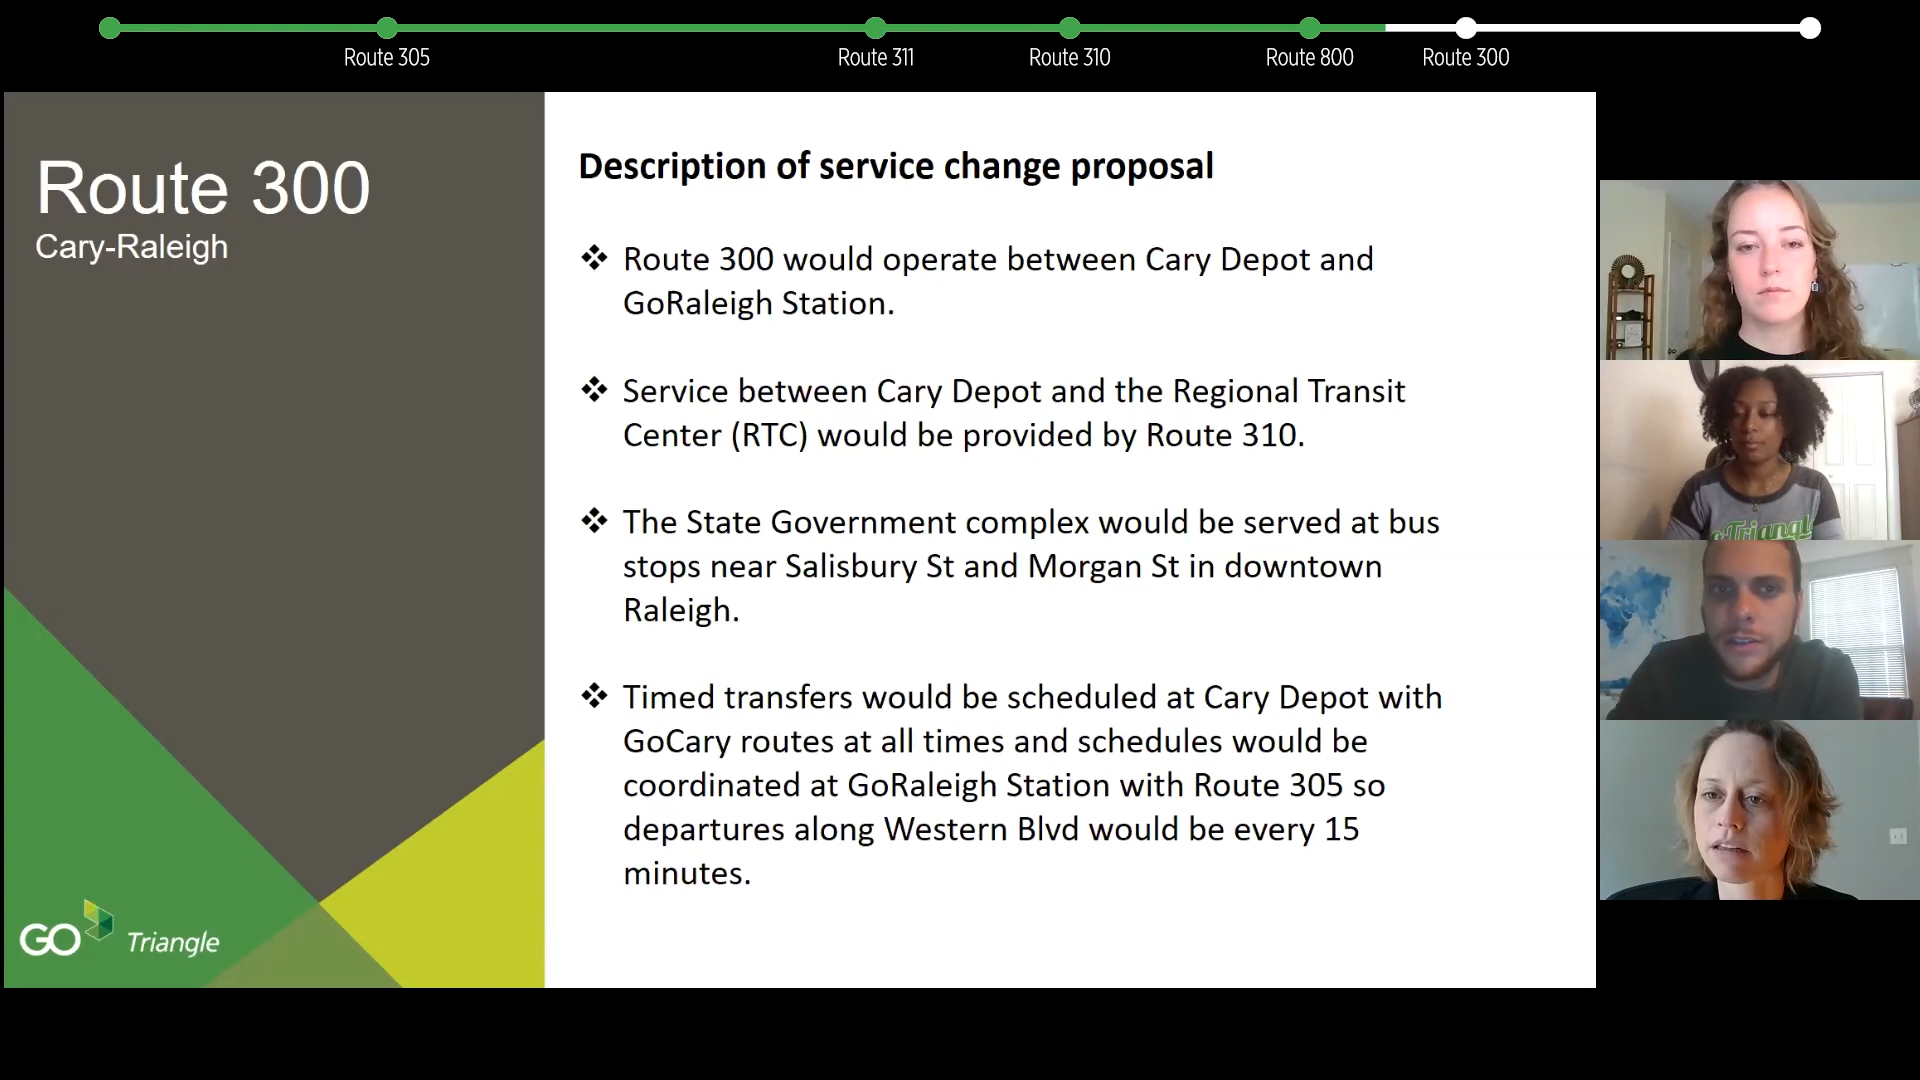 Route 305
Route 311
Route 310
Route 800
Route 300
Route 300
Cary-Raleigh
Description of service change proposal
Route 300 would operate between Cary Depot and
GoRaleigh Station.
Service between Cary Depot and the Regional Transit
Center (RTC) would be provided by Route 310.
The State Government complex would be served at bus
stops near Salisbury St and Morgan St in downtown
Raleigh.
Timed transfers would be scheduled at Cary Depot with
GoCary routes at all times and schedules would be
coordinated at GoRaleigh Station with Route 305 so
departures along Western Blvd would be every 15
minutes.
GO Triangle